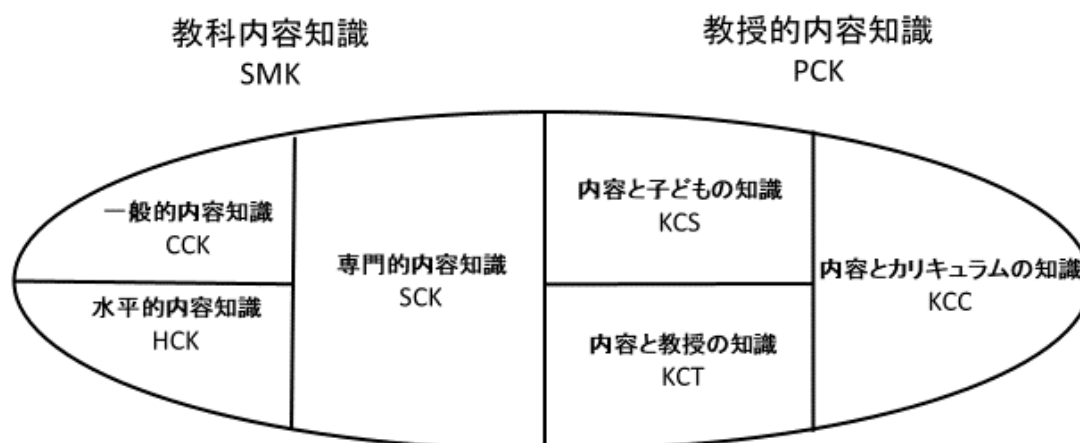 教科内容知識
SMK
教授的内容知識
PCK
一般的内容知識
CCK
水平的内容知識
HCK
専門的内容知識
SCK
内容と子どもの知識
KCS
内容と教授の知識
KCT
内容とカリキュラムの知識
KCC